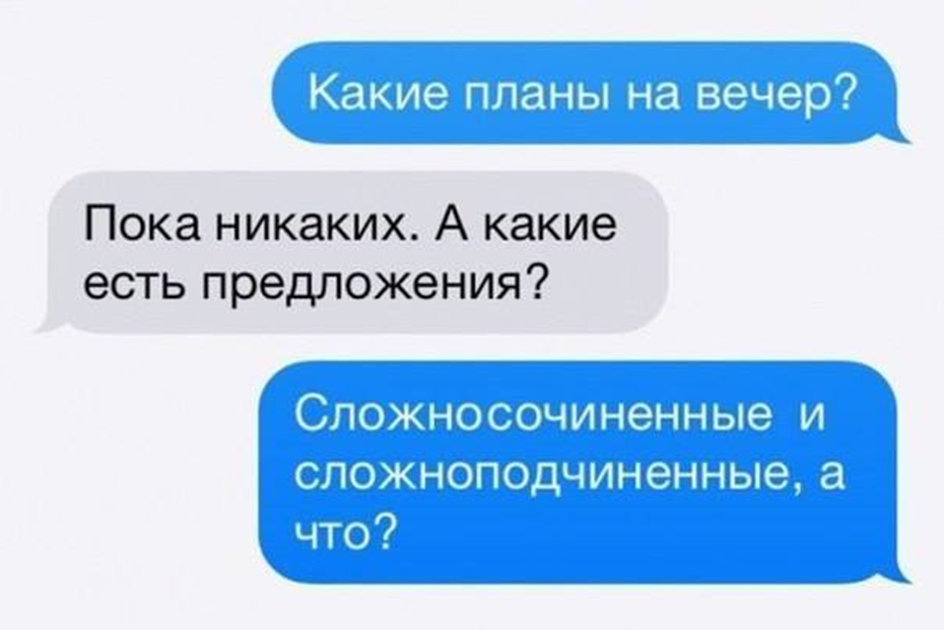 Какие планы на вечер?
Пока никаких. А какие
есть предложения?
Сложносочиненные и
сложноподчиненные, а
что?